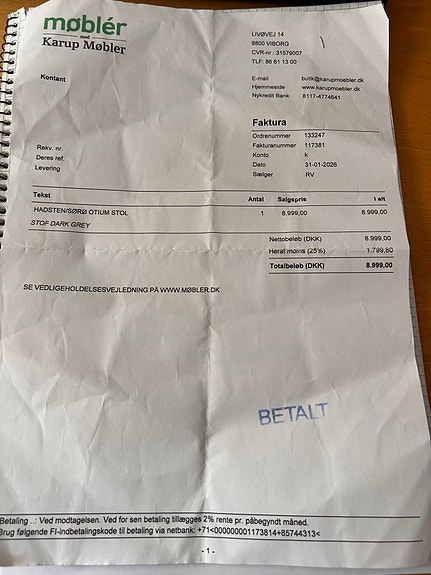 møblér
med
Karup Møbler
LIVØVEJ 14
8800 VIBORG
CVR-nr : 31579007
TLF: 86 61 13 00
Kontant
E-mail butik@karupmoebler.dk
Hjemmeside www.karupmoebler.dk
Nykredit Bank 8117-4774641
Faktura
Ordrenummer 133247
Fakturanummer 117381
Rekv. nr.
Deres ref. Konto k
Levering Dato 31-01-2026
Sælger RV
Tekst Antal Salgspris I alt
HADSTEN/SØRØ OTIUM STOL 1 8.999,00 8.999,00
STOF DARK GREY
Nettobeløb (DKK) 8.999,00
Heraf moms (25%) 1.799,80
Totalbeløb (DKK) 8.999,00
SE VEDLIGEHOLDELSESVEJLEDNING PÅ WWW.MØBLER.DK
BETALT
Betaling ..: Ved modtagelsen. Ved for sen betaling tillægges 2% rente pr. påbegyndt måned.
Brug følgende FI-indbetalingskode til betaling via netbank: +71<000000001173814+85744313<
- 1 -